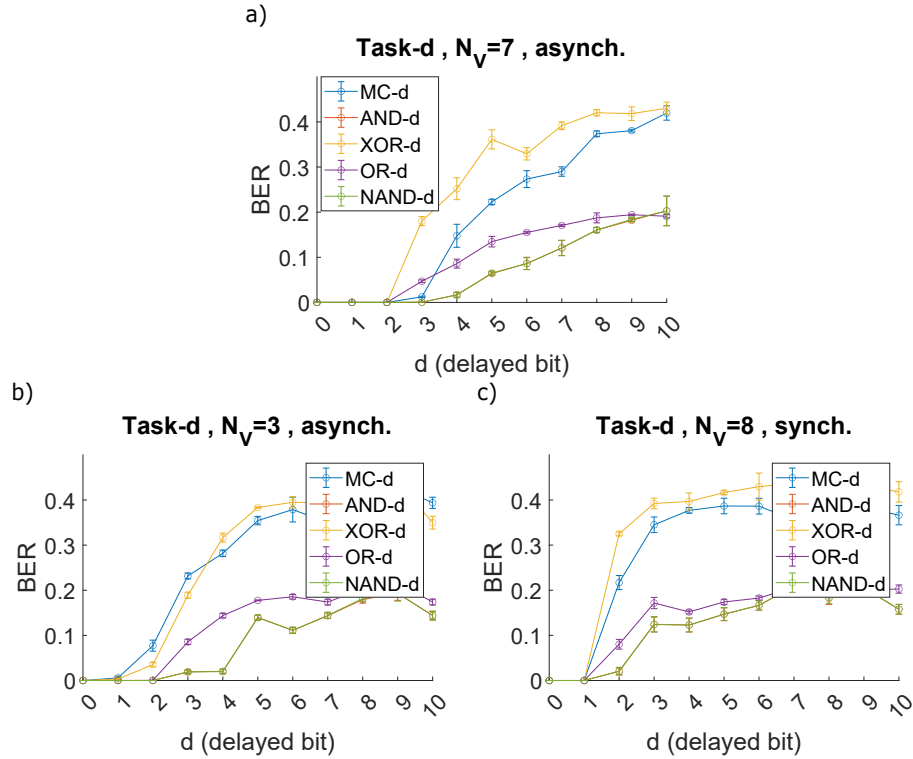 a)
Task-d , N_V=7 , asynch.
MC-d
AND-d
XOR-d
OR-d
NAND-d
BER
0.4
0.3
0.2
0.1
0
0 1 2 3 4 5 6 7 8 9 10
d (delayed bit)
b)
Task-d , N_V=3 , asynch.
MC-d
AND-d
XOR-d
OR-d
NAND-d
BER
0.4
0.3
0.2
0.1
0
0 1 2 3 4 5 6 7 8 9 10
d (delayed bit)
c)
Task-d , N_V=8 , synch.
MC-d
AND-d
XOR-d
OR-d
NAND-d
BER
0.4
0.3
0.2
0.1
0
0 1 2 3 4 5 6 7 8 9 10
d (delayed bit)